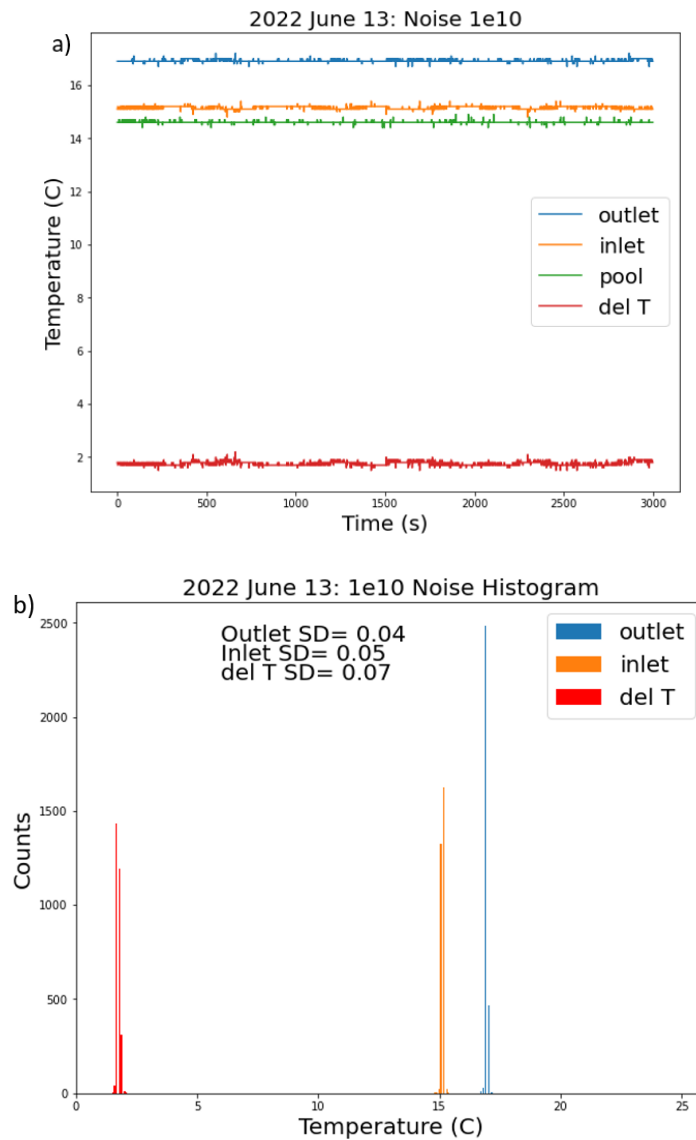 2022 June 13: Noise 1e10
a)
16
14
12
10
8
6
4
2
Temperature (C)
outlet
inlet
pool
del T
0 500 1000 1500 2000 2500 3000
Time (s)
2022 June 13: 1e10 Noise Histogram
b)
2500
2000
1500
1000
500
0
Counts
Outlet SD= 0.04
Inlet SD= 0.05
del T SD= 0.07
outlet
inlet
del T
0 5 10 15 20 25
Temperature (C)